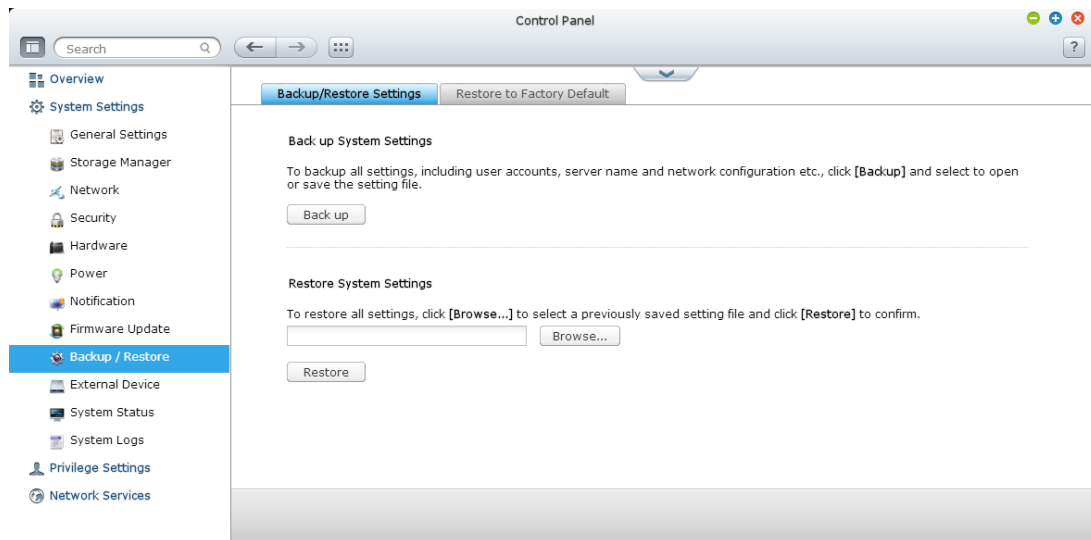 Control Panel
Search
?
Overview
System Settings
General Settings
Storage Manager
Network
Security
Hardware
Power
Notification
Firmware Update
Backup / Restore
External Device
System Status
System Logs
Privilege Settings
Network Services
Backup/Restore Settings
Restore to Factory Default
Back up System Settings
To backup all settings, including user accounts, server name and network configuration etc., click [Backup] and select to open
or save the setting file.
Back up
Restore System Settings
To restore all settings, click [Browse...] to select a previously saved setting file and click [Restore] to confirm.
Browse...
Restore